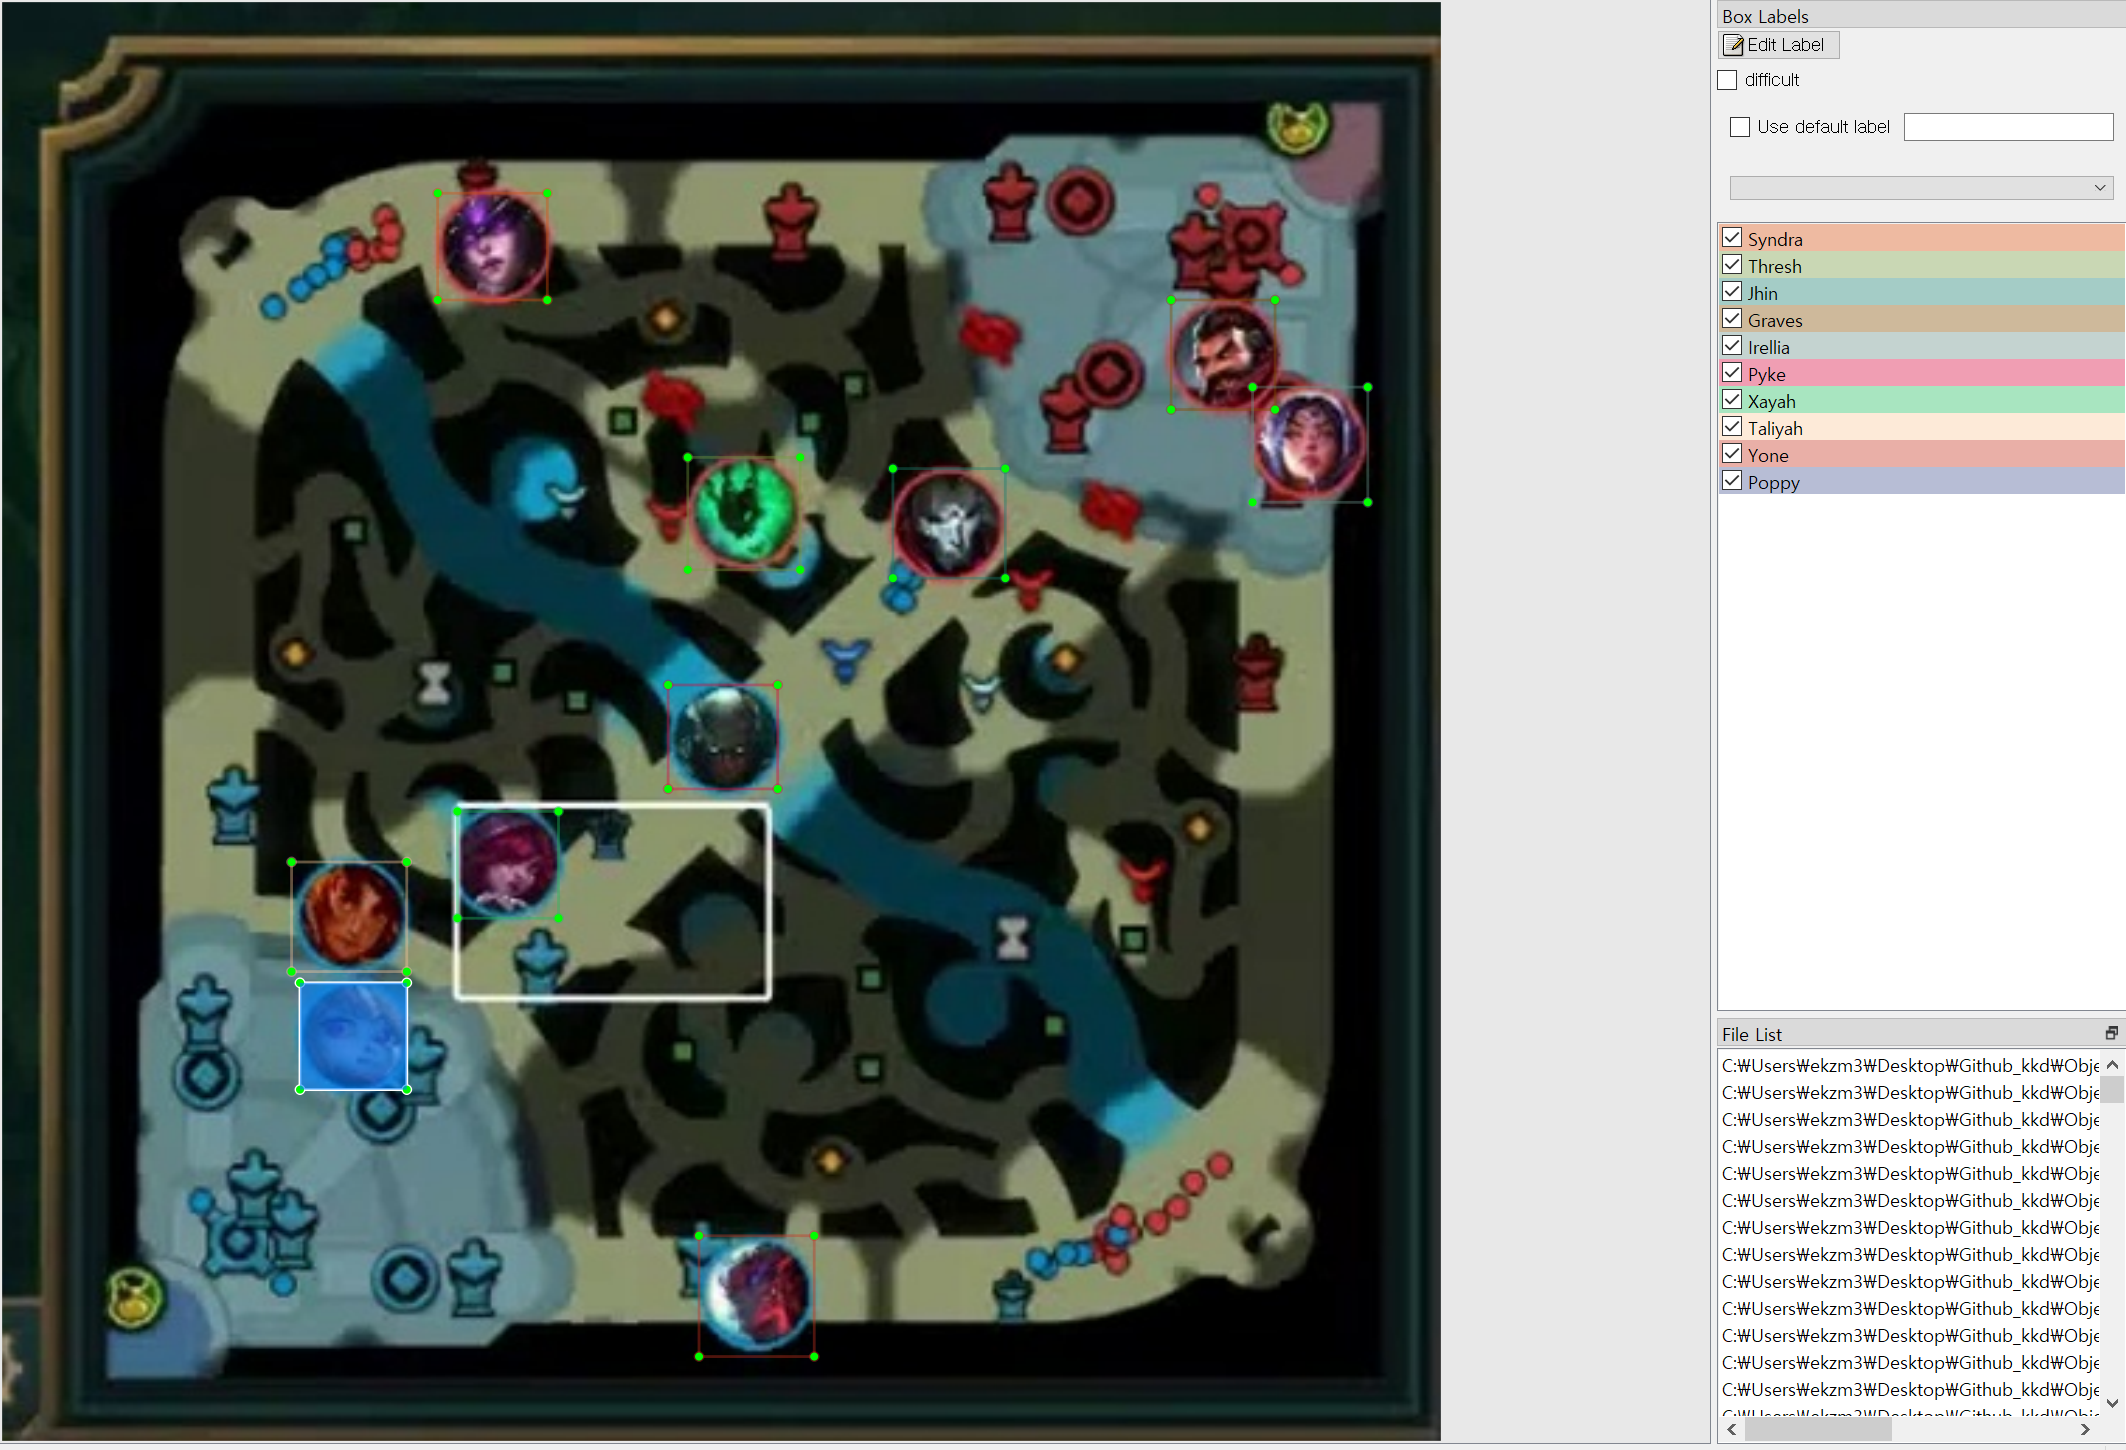 Box Labels
Edit Label
difficult
Use default label
Syndra
Thresh
Jhin
Graves
Irellia
Pyke
Xayah
Taliyah
Yone
Poppy
File List
C:₩Users₩ekzm3₩Desktop₩Github_kkd₩Obje
C:₩Users₩ekzm3₩Desktop₩Github_kkd₩Obje
C:₩Users₩ekzm3₩Desktop₩Github_kkd₩Obje
C:₩Users₩ekzm3₩Desktop₩Github_kkd₩Obje
C:₩Users₩ekzm3₩Desktop₩Github_kkd₩Obje
C:₩Users₩ekzm3₩Desktop₩Github_kkd₩Obje
C:₩Users₩ekzm3₩Desktop₩Github_kkd₩Obje
C:₩Users₩ekzm3₩Desktop₩Github_kkd₩Obje
C:₩Users₩ekzm3₩Desktop₩Github_kkd₩Obje
C:₩Users₩ekzm3₩Desktop₩Github_kkd₩Obje
C:₩Users₩ekzm3₩Desktop₩Github_kkd₩Obje
C:₩Users₩ekzm3₩Desktop₩Github_kkd₩Obje
C:₩Users₩ekzm3₩Desktop₩Github_kkd₩Obje